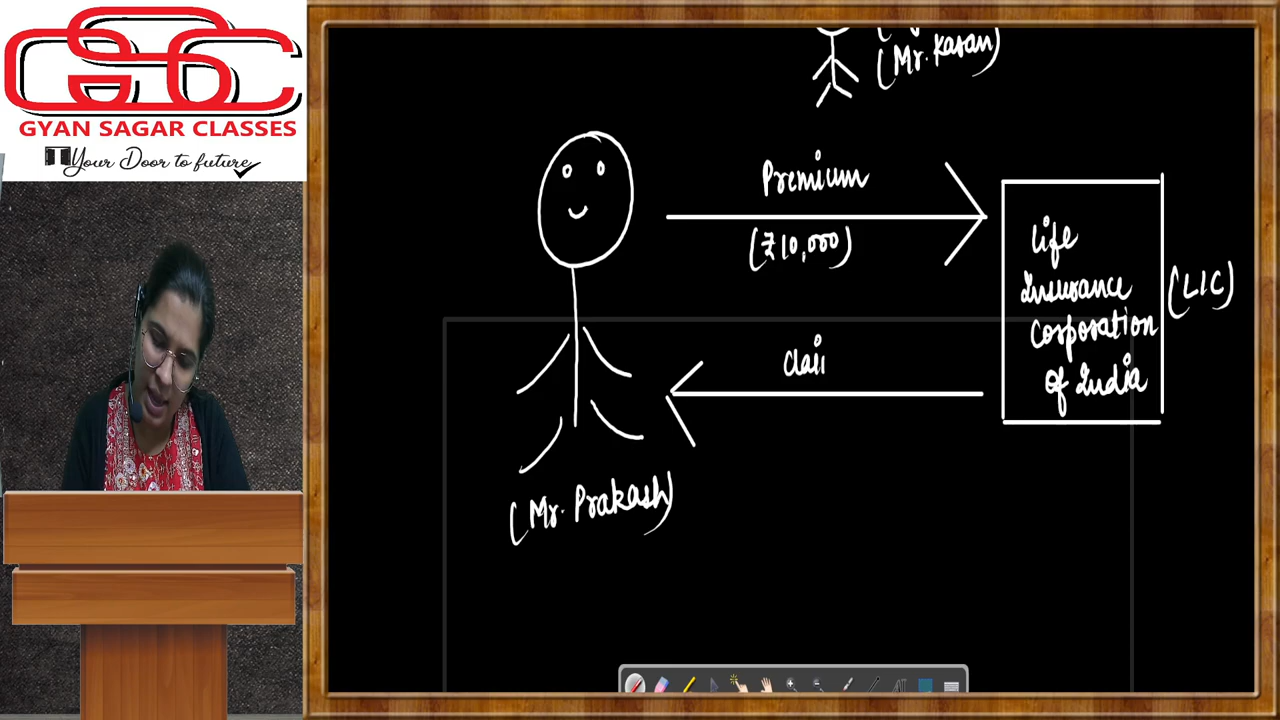 GSC
GYAN SAGAR CLASSES
Your Door to future
(Mr. Karan)
Premium
(₹10,000)
Life
Insurance
Corporation
Of India
(LIC)
Clai
(Mr. Prakash)